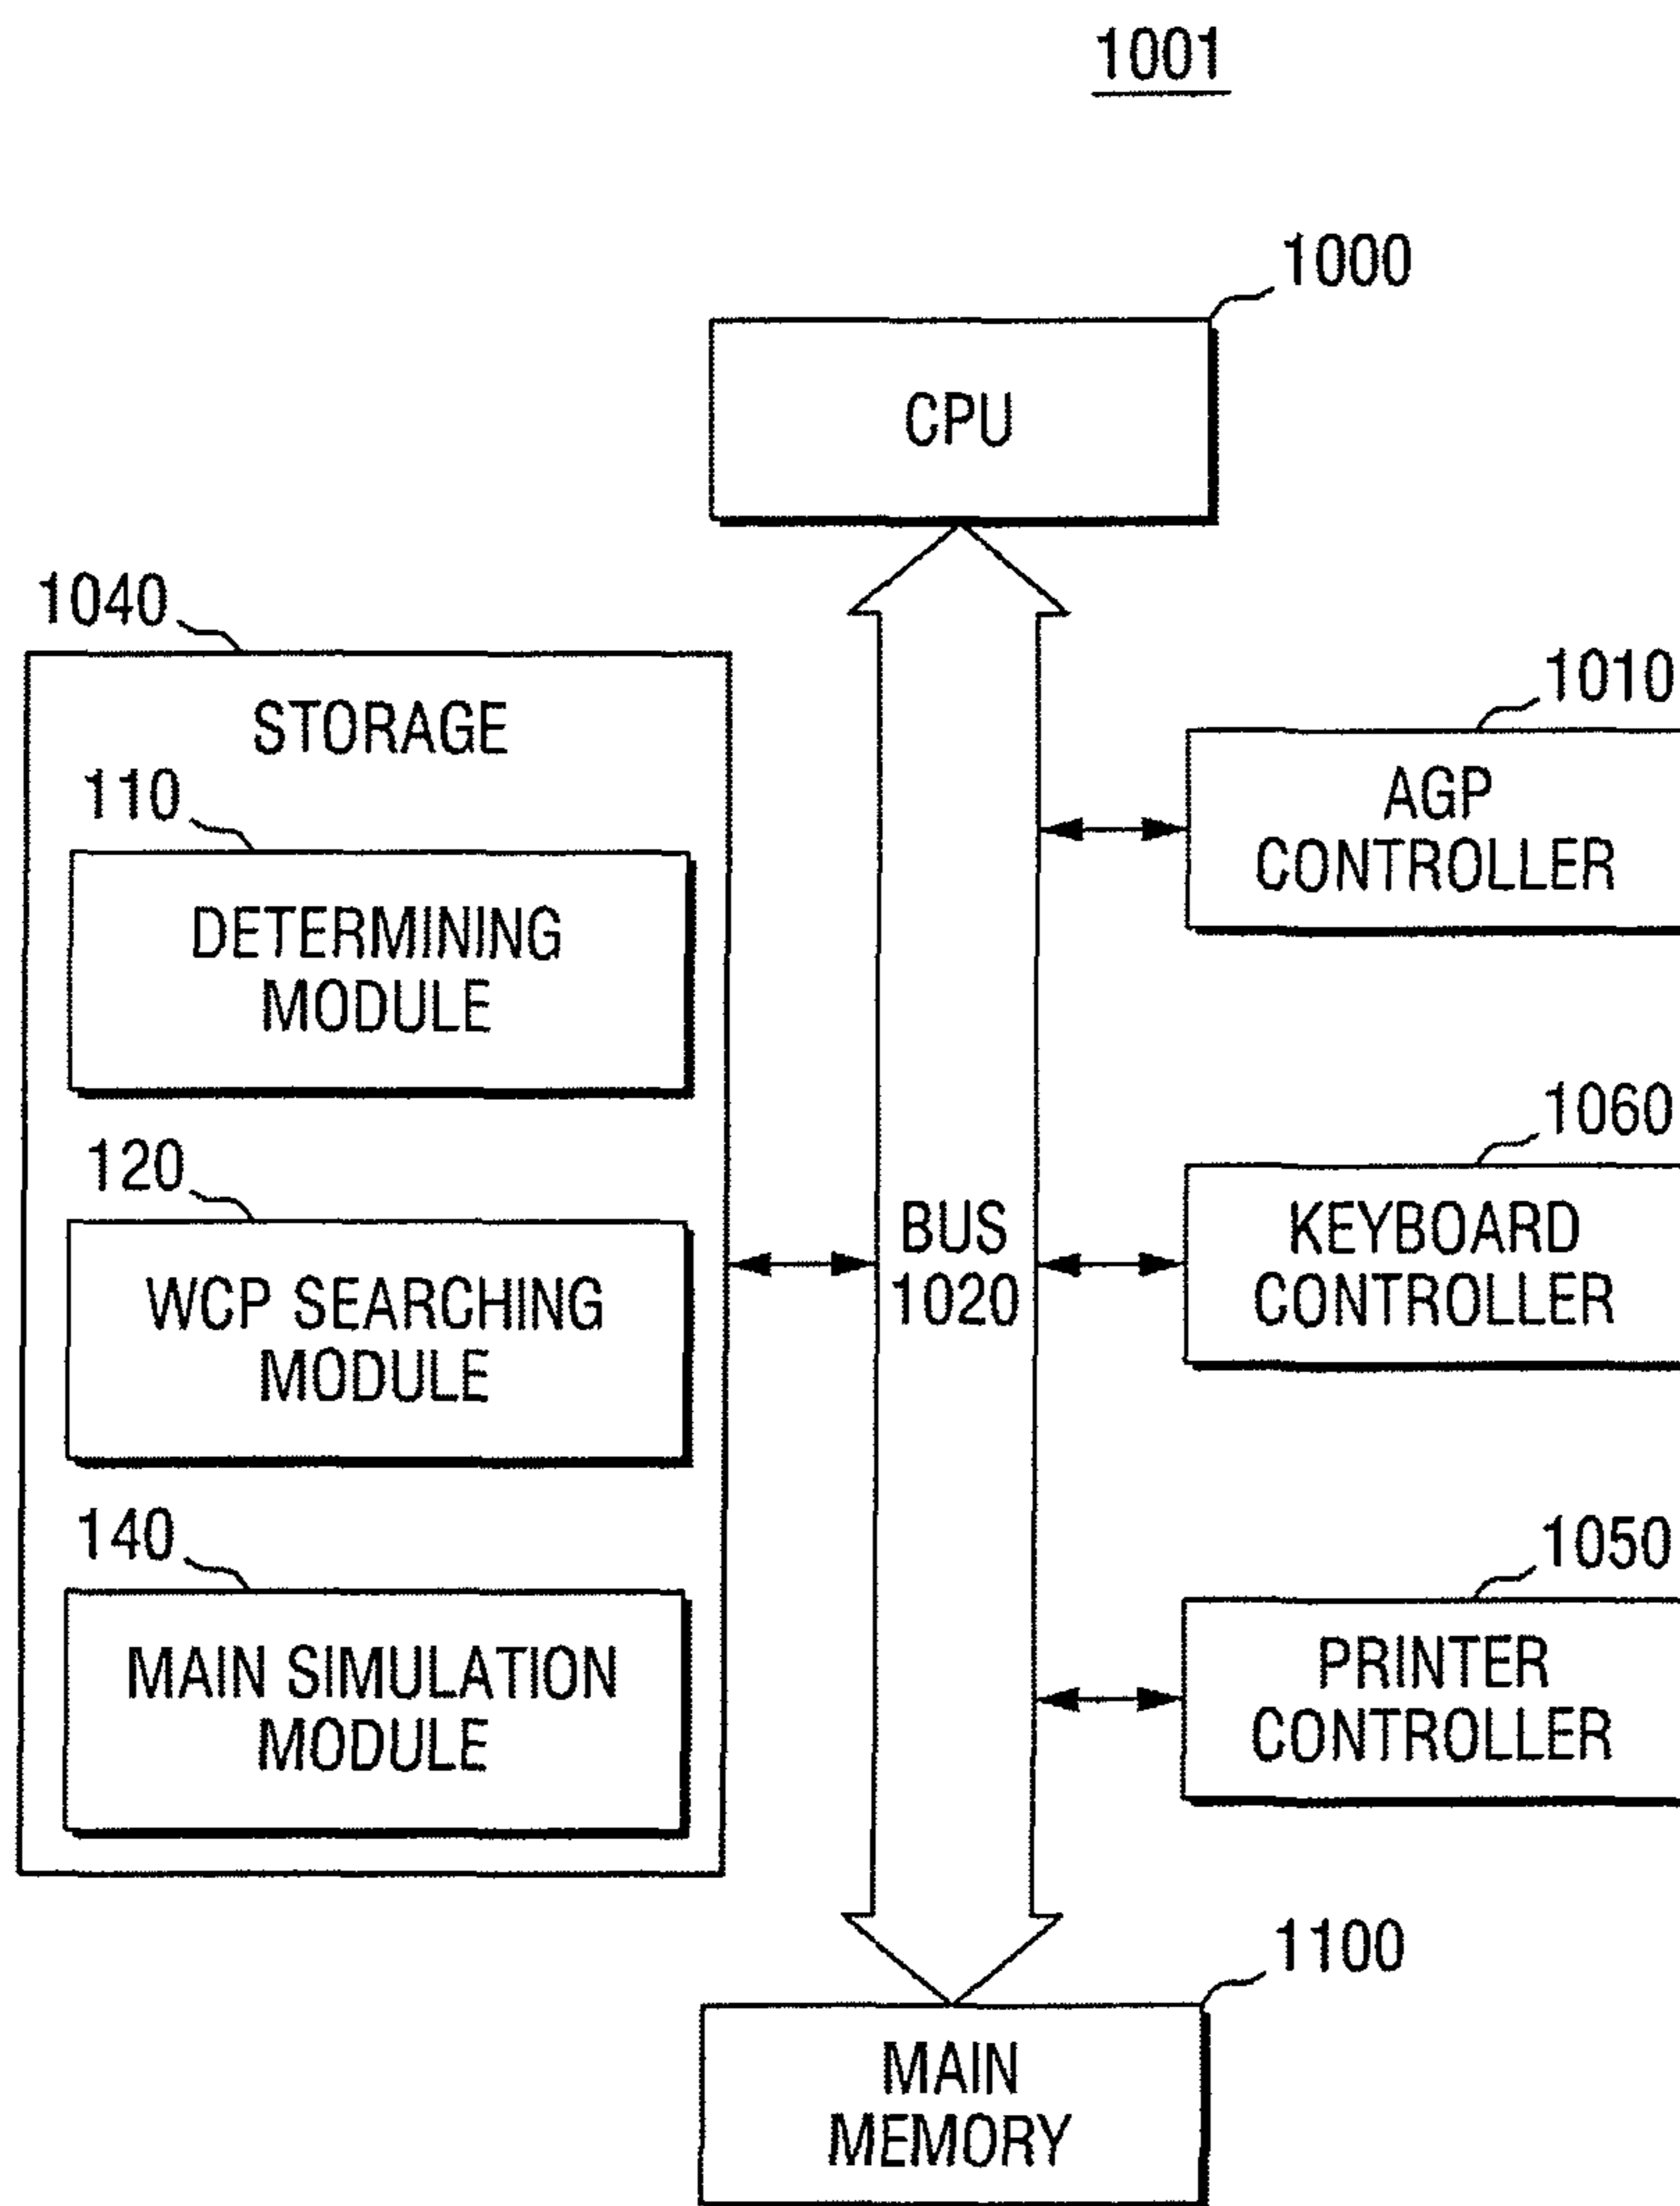 1001
1000
CPU
1040
STORAGE
110
DETERMINING
MODULE
120
WCP SEARCHING
MODULE
140
MAIN SIMULATION
MODULE
BUS
1020
1010
AGP
CONTROLLER
1060
KEYBOARD
CONTROLLER
1050
PRINTER
CONTROLLER
1100
MAIN
MEMORY